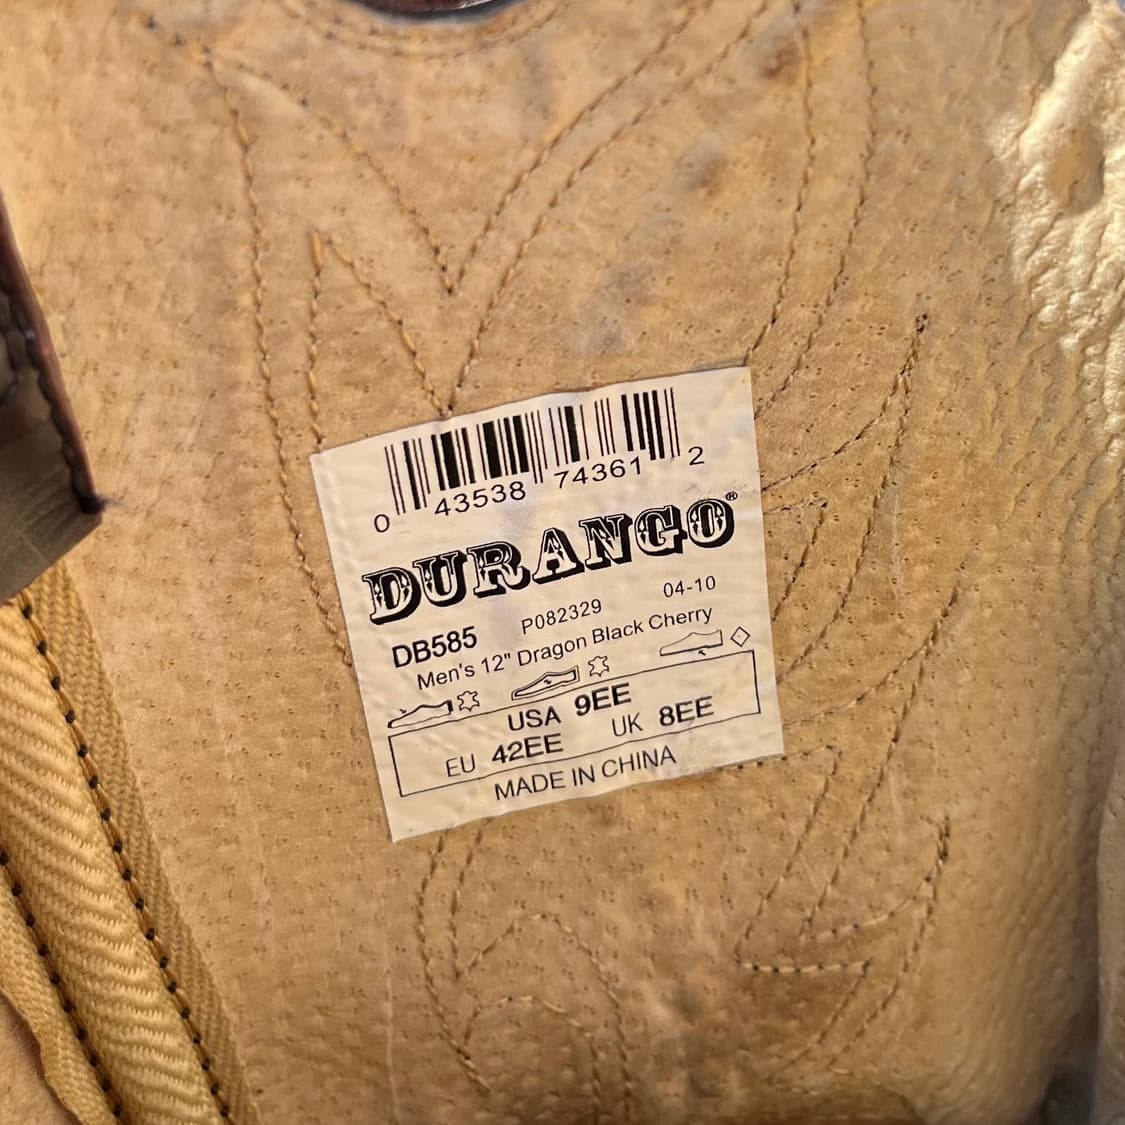 0 43538 74361 2
DURANGO®
04-10
DB585 P082329
Men's 12" Dragon Black Cherry
USA 9EE
EU 42EE UK 8EE
MADE IN CHINA